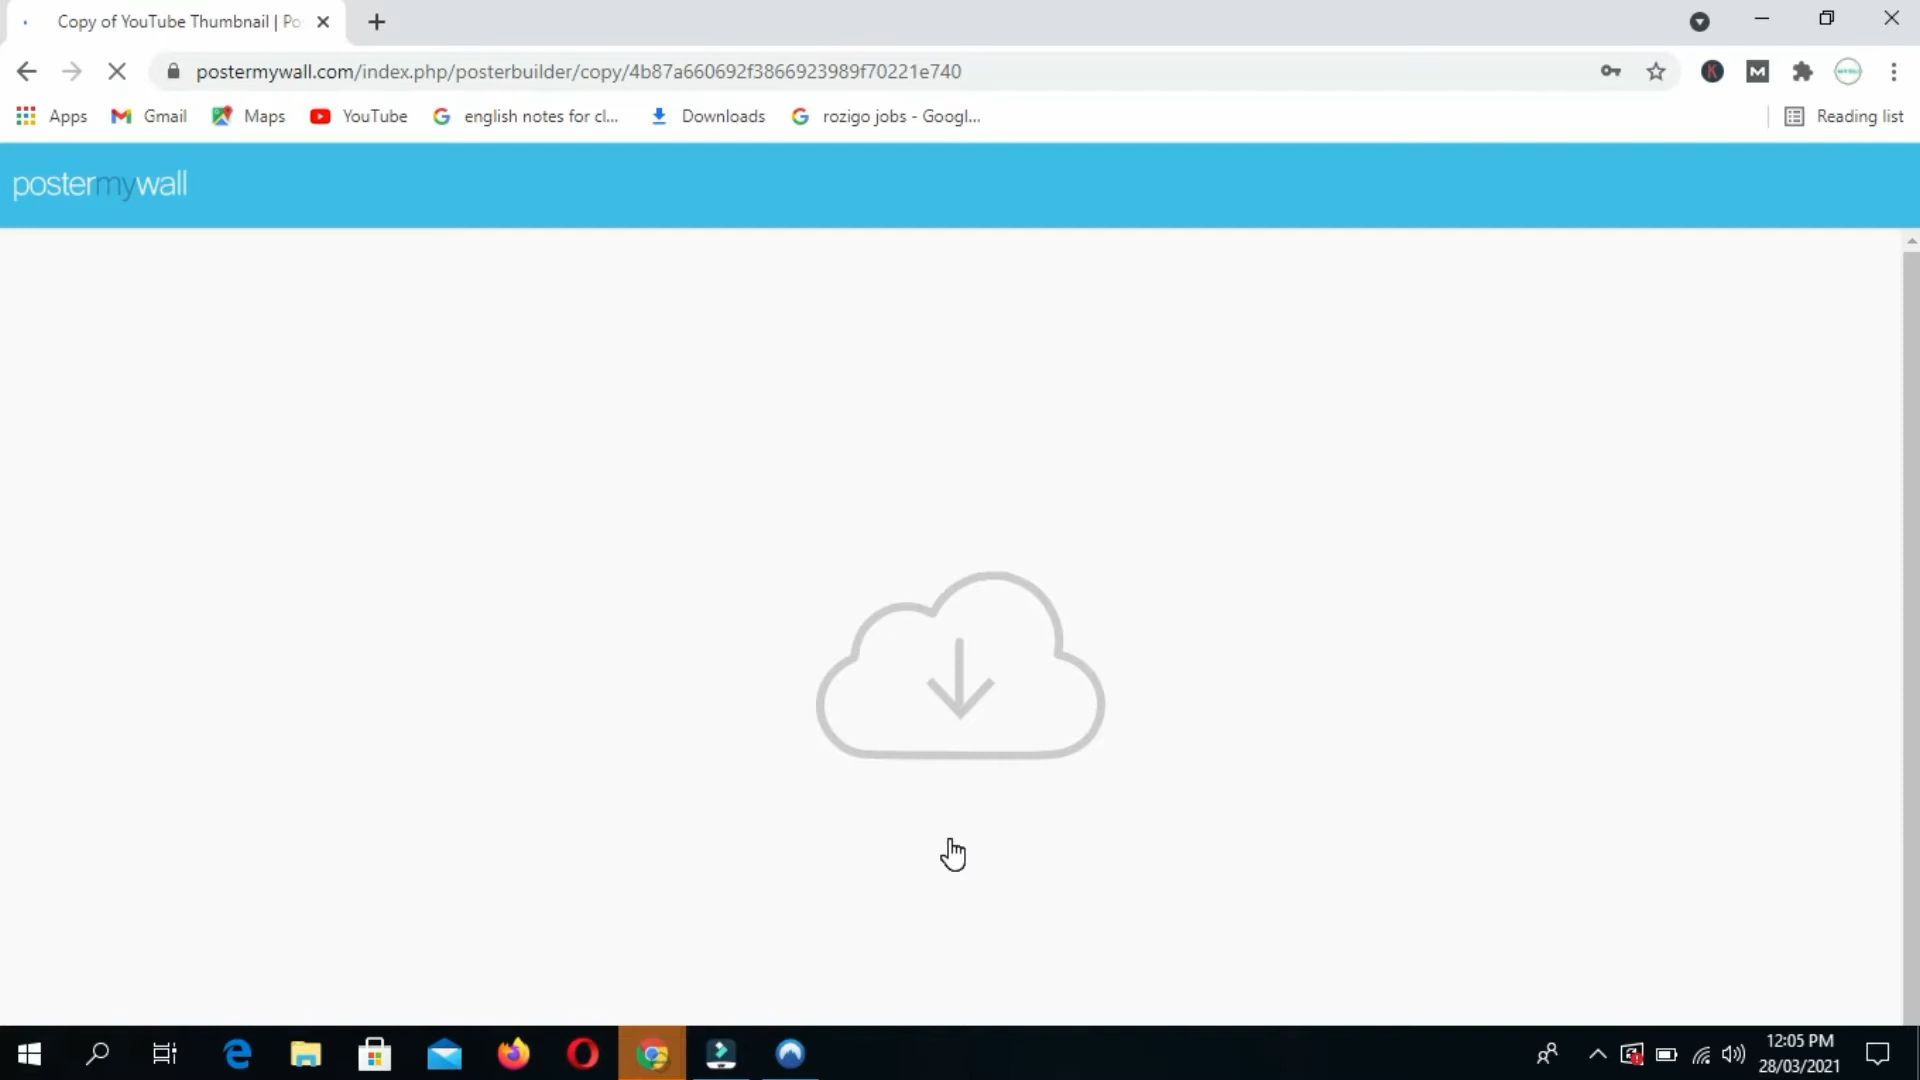 Copy of YouTube Thumbnail | Po
postermywall.com/index.php/posterbuilder/copy/4b87a660692f3866923989f70221e740
Apps Gmail Maps YouTube english notes for cl... Downloads rozigo jobs - Googl... Reading list
postermywall
12:05 PM
28/03/2021